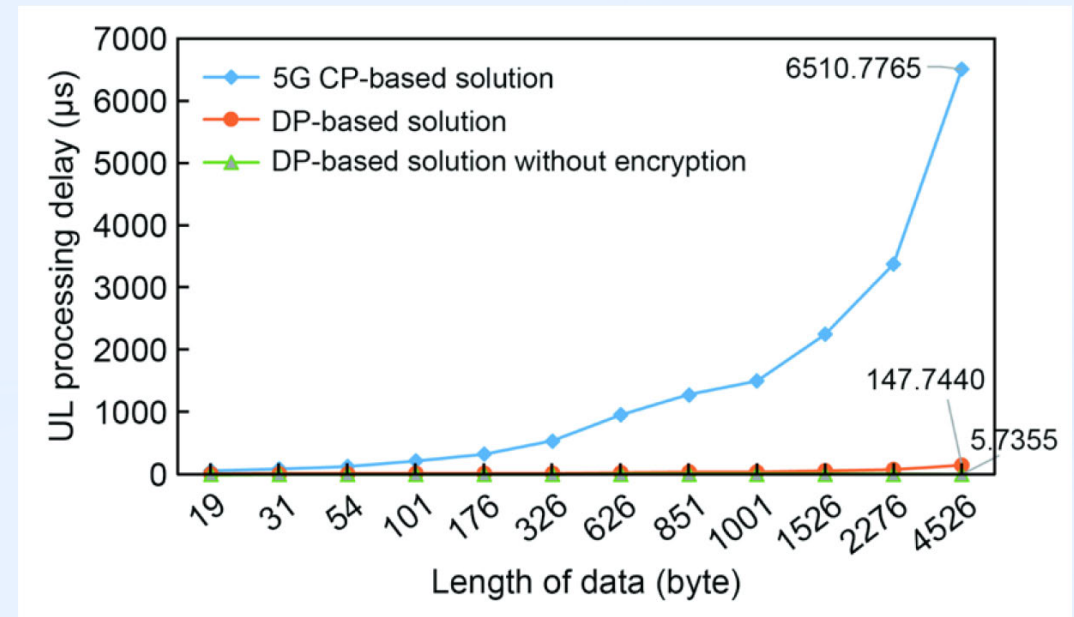 7000
6000
5000
4000
3000
2000
1000
0
UL processing delay (μs)
5G CP-based solution
DP-based solution
DP-based solution without encryption
6510.7765
147.7440
5.7355
19 31 54 101 176 326 626 851 1001 1526 2276 4526
Length of data (byte)